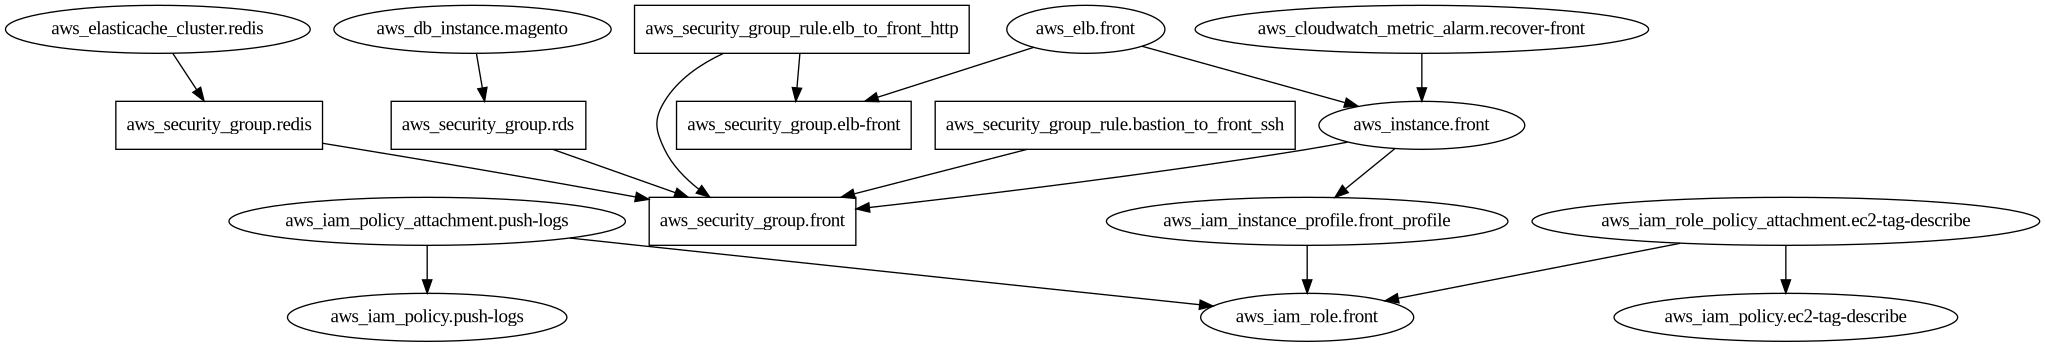 aws_elasticache_cluster.redis
aws_db_instance.magento
aws_security_group_rule.elb_to_front_http
aws_elb.front
aws_cloudwatch_metric_alarm.recover-front
aws_security_group.redis
aws_security_group.rds
aws_security_group.elb-front
aws_security_group_rule.bastion_to_front_ssh
aws_instance.front
aws_iam_policy_attachment.push-logs
aws_security_group.front
aws_iam_instance_profile.front_profile
aws_iam_role_policy_attachment.ec2-tag-describe
aws_iam_policy.push-logs
aws_iam_role.front
aws_iam_policy.ec2-tag-describe